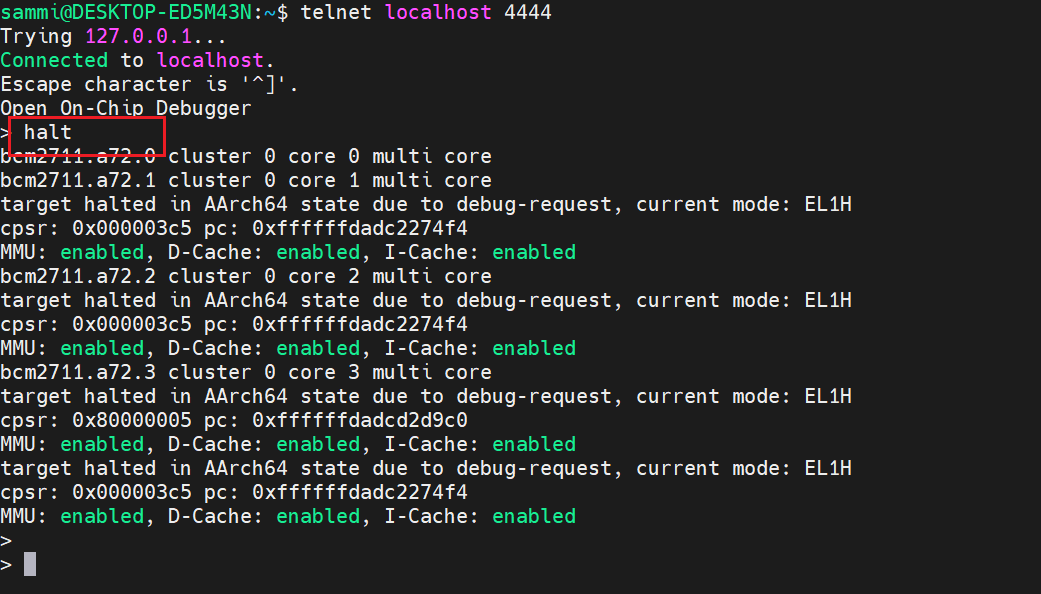 sammi@DESKTOP-ED5M43N:~$ telnet localhost 4444
Trying 127.0.0.1...
Connected to localhost.
Escape character is '^]'.
Open On-Chip Debugger
> halt
bcm2711.a72.0 cluster 0 core 0 multi core
bcm2711.a72.1 cluster 0 core 1 multi core
target halted in AArch64 state due to debug-request, current mode: EL1H
cpsr: 0x000003c5 pc: 0xffffffdadc2274f4
MMU: enabled, D-Cache: enabled, I-Cache: enabled
bcm2711.a72.2 cluster 0 core 2 multi core
target halted in AArch64 state due to debug-request, current mode: EL1H
cpsr: 0x000003c5 pc: 0xffffffdadc2274f4
MMU: enabled, D-Cache: enabled, I-Cache: enabled
bcm2711.a72.3 cluster 0 core 3 multi core
target halted in AArch64 state due to debug-request, current mode: EL1H
cpsr: 0x80000005 pc: 0xffffffdadcd2d9c0
MMU: enabled, D-Cache: enabled, I-Cache: enabled
target halted in AArch64 state due to debug-request, current mode: EL1H
cpsr: 0x000003c5 pc: 0xffffffdadc2274f4
MMU: enabled, D-Cache: enabled, I-Cache: enabled
>
>